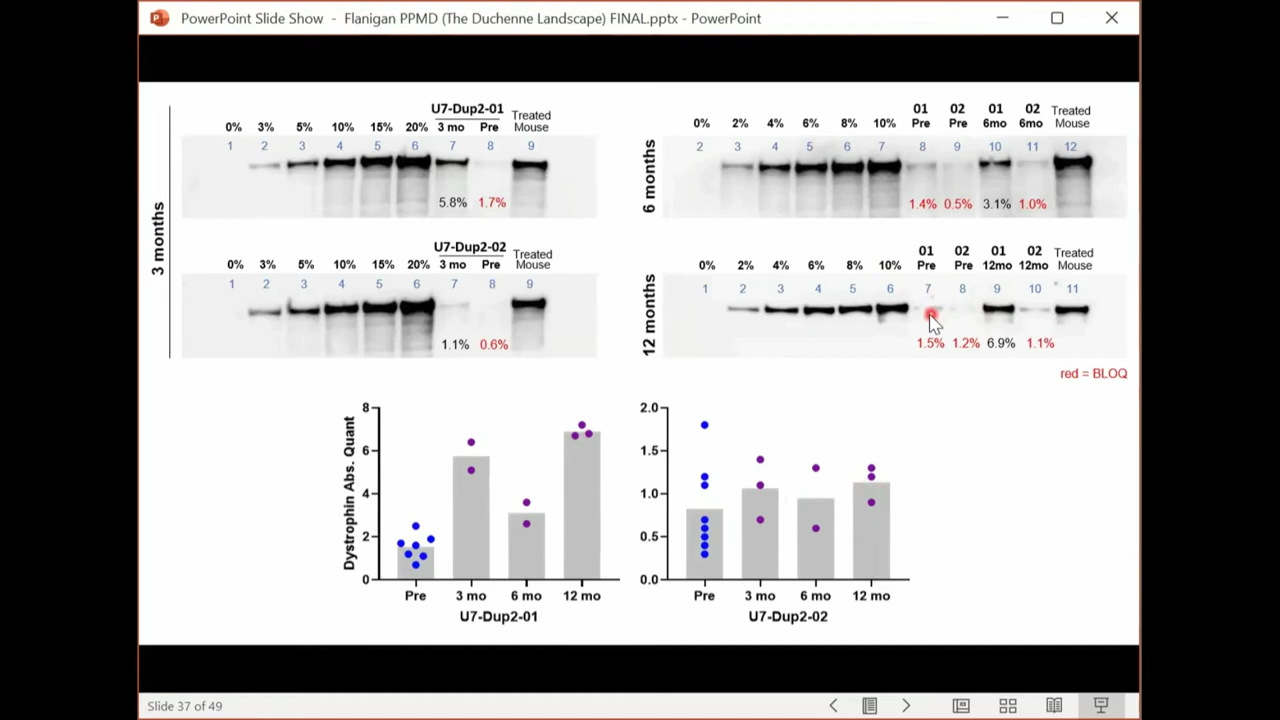 PowerPoint Slide Show - Flanigan PPMD (The Duchenne Landscape) FINAL.pptx - PowerPoint
3 months
U7-Dup2-01
Treated
Mouse
0% 3% 5% 10% 15% 20% 3 mo Pre
1 2 3 4 5 6 7 8 9
5.8% 1.7%
U7-Dup2-02
Treated
Mouse
0% 3% 5% 10% 15% 20% 3 mo Pre
1 2 3 4 5 6 7 8 9
1.1% 0.6%
6 months
01 02 01 02 Treated
0% 2% 4% 6% 8% 10% Pre Pre 6mo 6mo Mouse
2 3 4 5 6 7 8 9 10 11 12
1.4% 0.5% 3.1% 1.0%
12 months
01 02 01 02 Treated
0% 2% 4% 6% 8% 10% Pre Pre 12mo 12mo Mouse
1 2 3 4 5 6 7 8 9 10 11
1.5% 1.2% 6.9% 1.1%
red = BLOQ
Dystrophin Abs. Quant
8
6
4
2
0
Pre 3 mo 6 mo 12 mo
U7-Dup2-01
2.0
1.5
1.0
0.5
0.0
Pre 3 mo 6 mo 12 mo
U7-Dup2-02
Slide 37 of 49